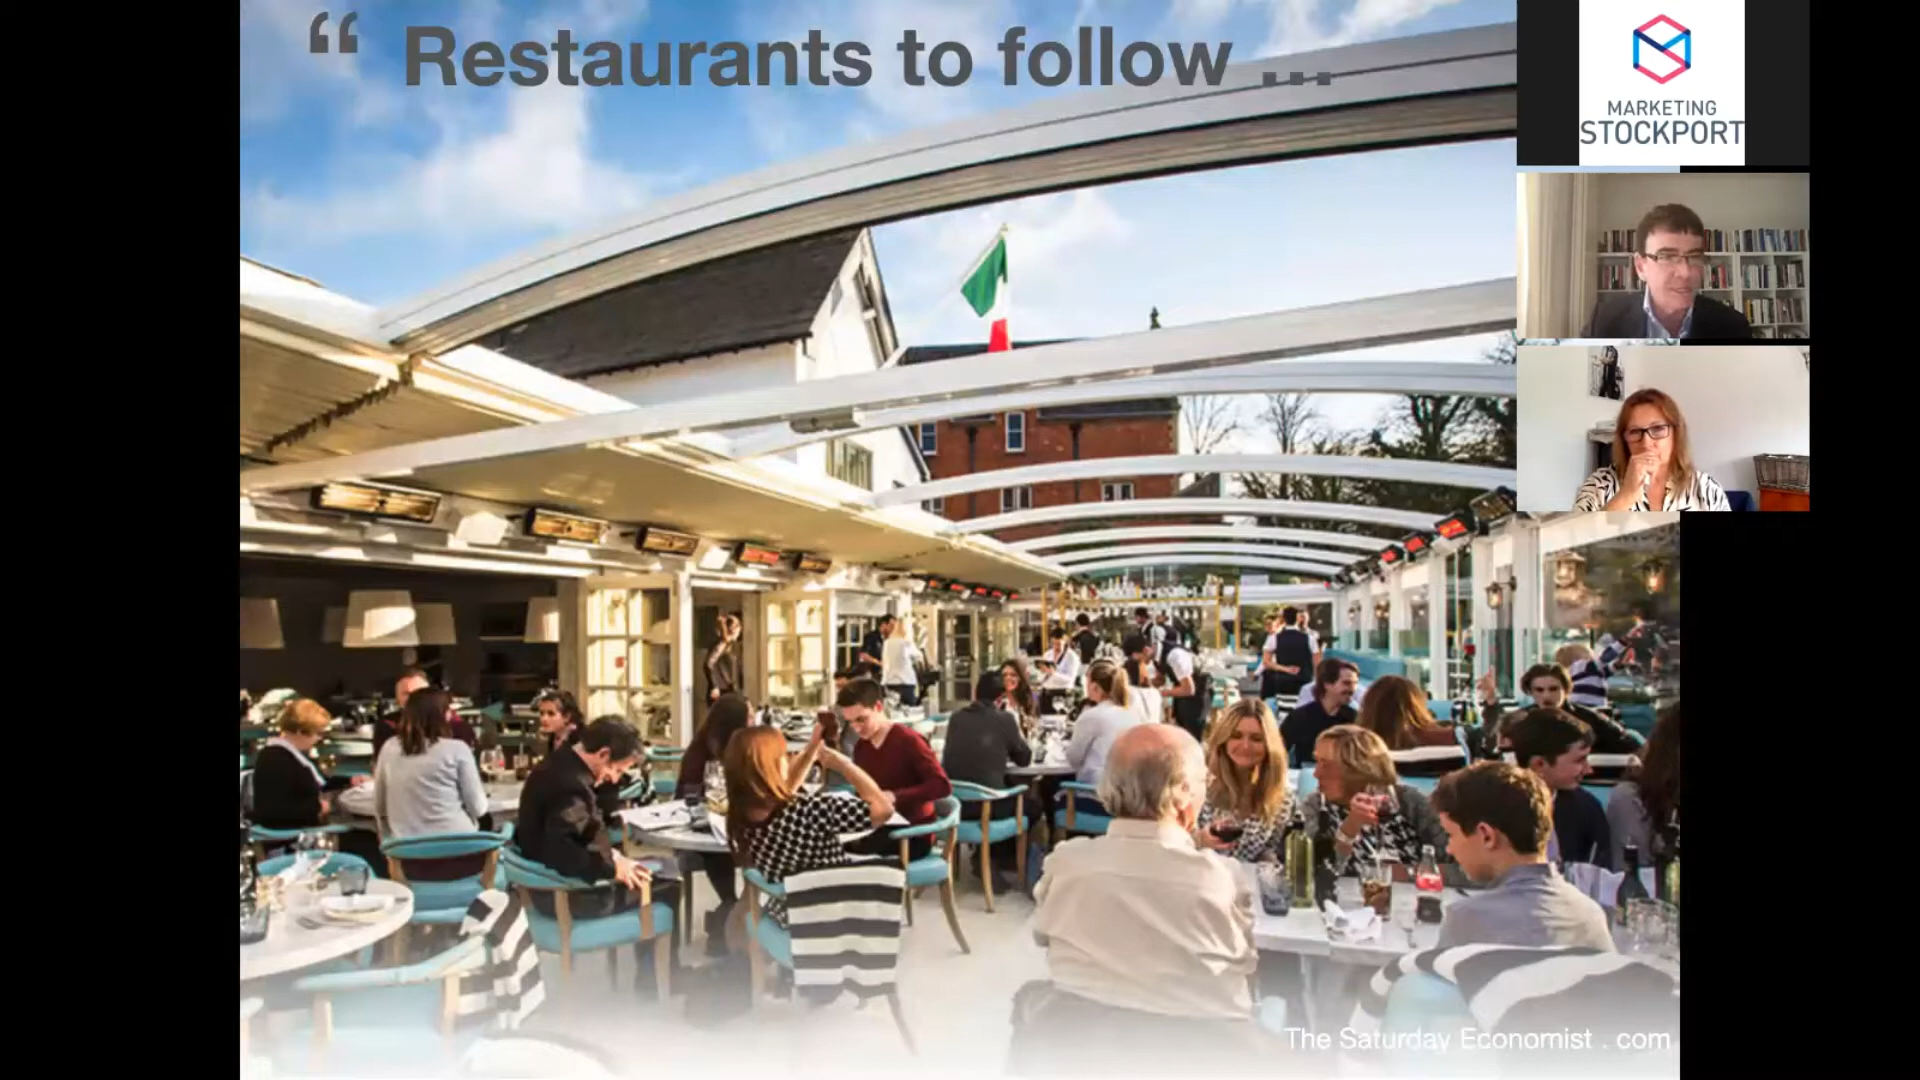 “ Restaurants to follow ...
MARKETING
STOCKPORT
The Saturday Economist . com